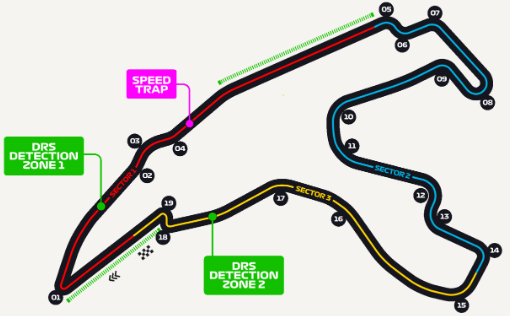 05
07
06
SPEED
TRAP
09
08
10
03
04
DRS
DETECTION
ZONE 1
11
02
SECTOR 1
SECTOR 2
12
19
17
SECTOR 3
16
13
18
14
DRS
DETECTION
ZONE 2
01
15